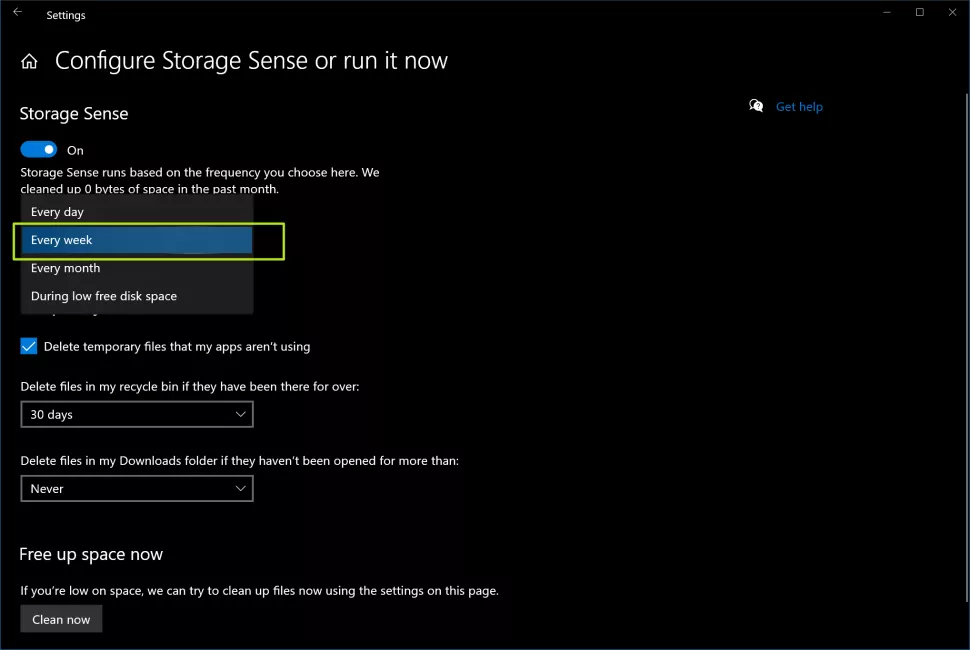 Settings
Configure Storage Sense or run it now
Storage Sense
Get help
On
Storage Sense runs based on the frequency you choose here. We
cleaned up 0 bytes of space in the past month.
Every day
Every week
Every month
During low free disk space
Delete temporary files that my apps aren't using
Delete files in my recycle bin if they have been there for over:
30 days
Delete files in my Downloads folder if they haven't been opened for more than:
Never
Free up space now
If you're low on space, we can try to clean up files now using the settings on this page.
Clean now